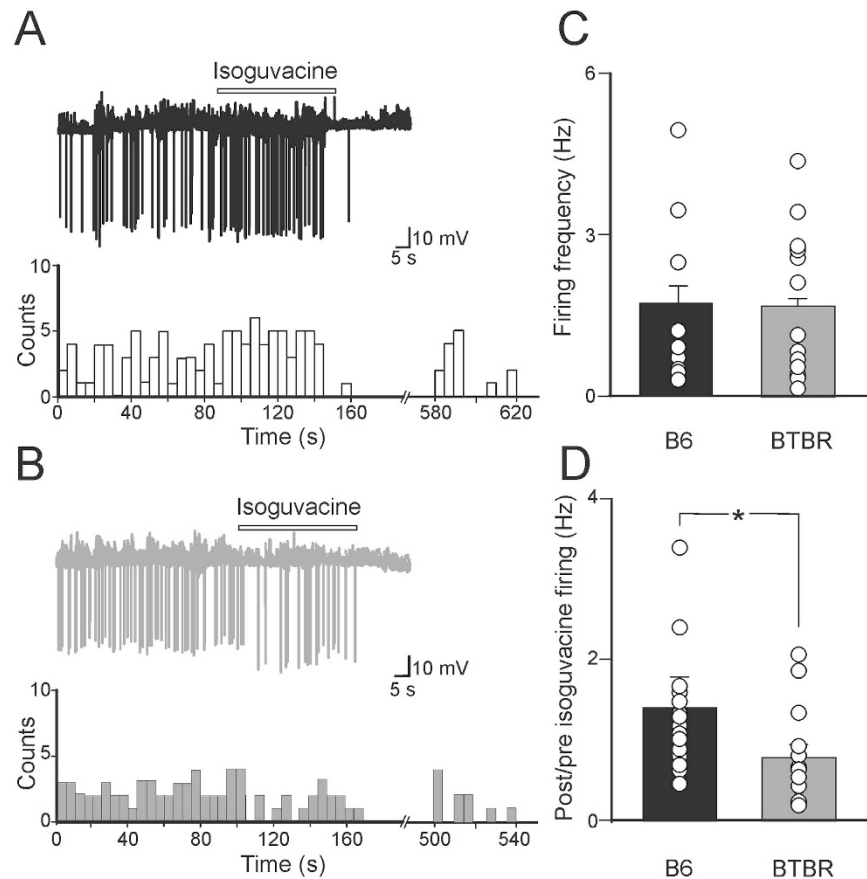 A
Isoguvacine
10 mV
5 s
10
5
0
Counts
0 40 80 120 160 580 620
Time (s)
B
Isoguvacine
10 mV
5 s
10
5
0
Counts
0 40 80 120 160 500 540
Time (s)
C
6
3
0
Firing frequency (Hz)
B6 BTBR
D
4
2
0
Post/pre isoguvacine firing (Hz)
*
B6 BTBR